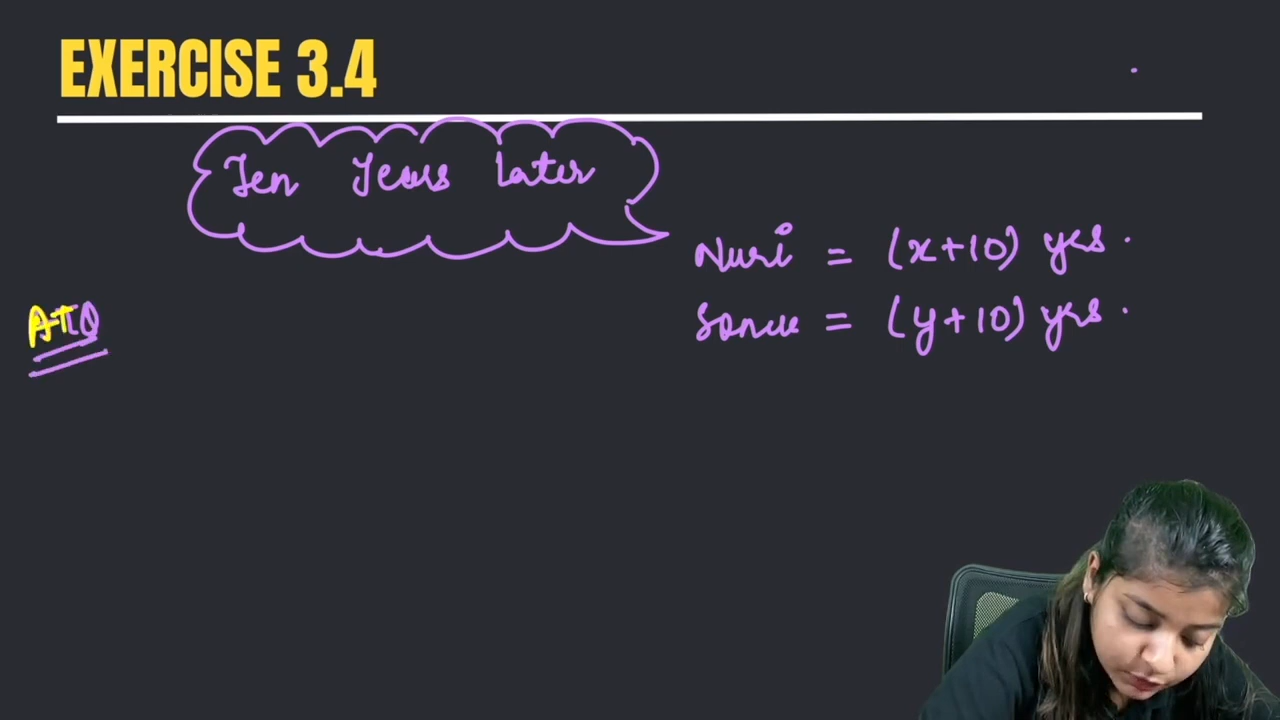 EXERCISE 3.4
Ten Years Later
Nuri = (x+10) yrs.
Sonu = (y+10) yrs.
ATQ